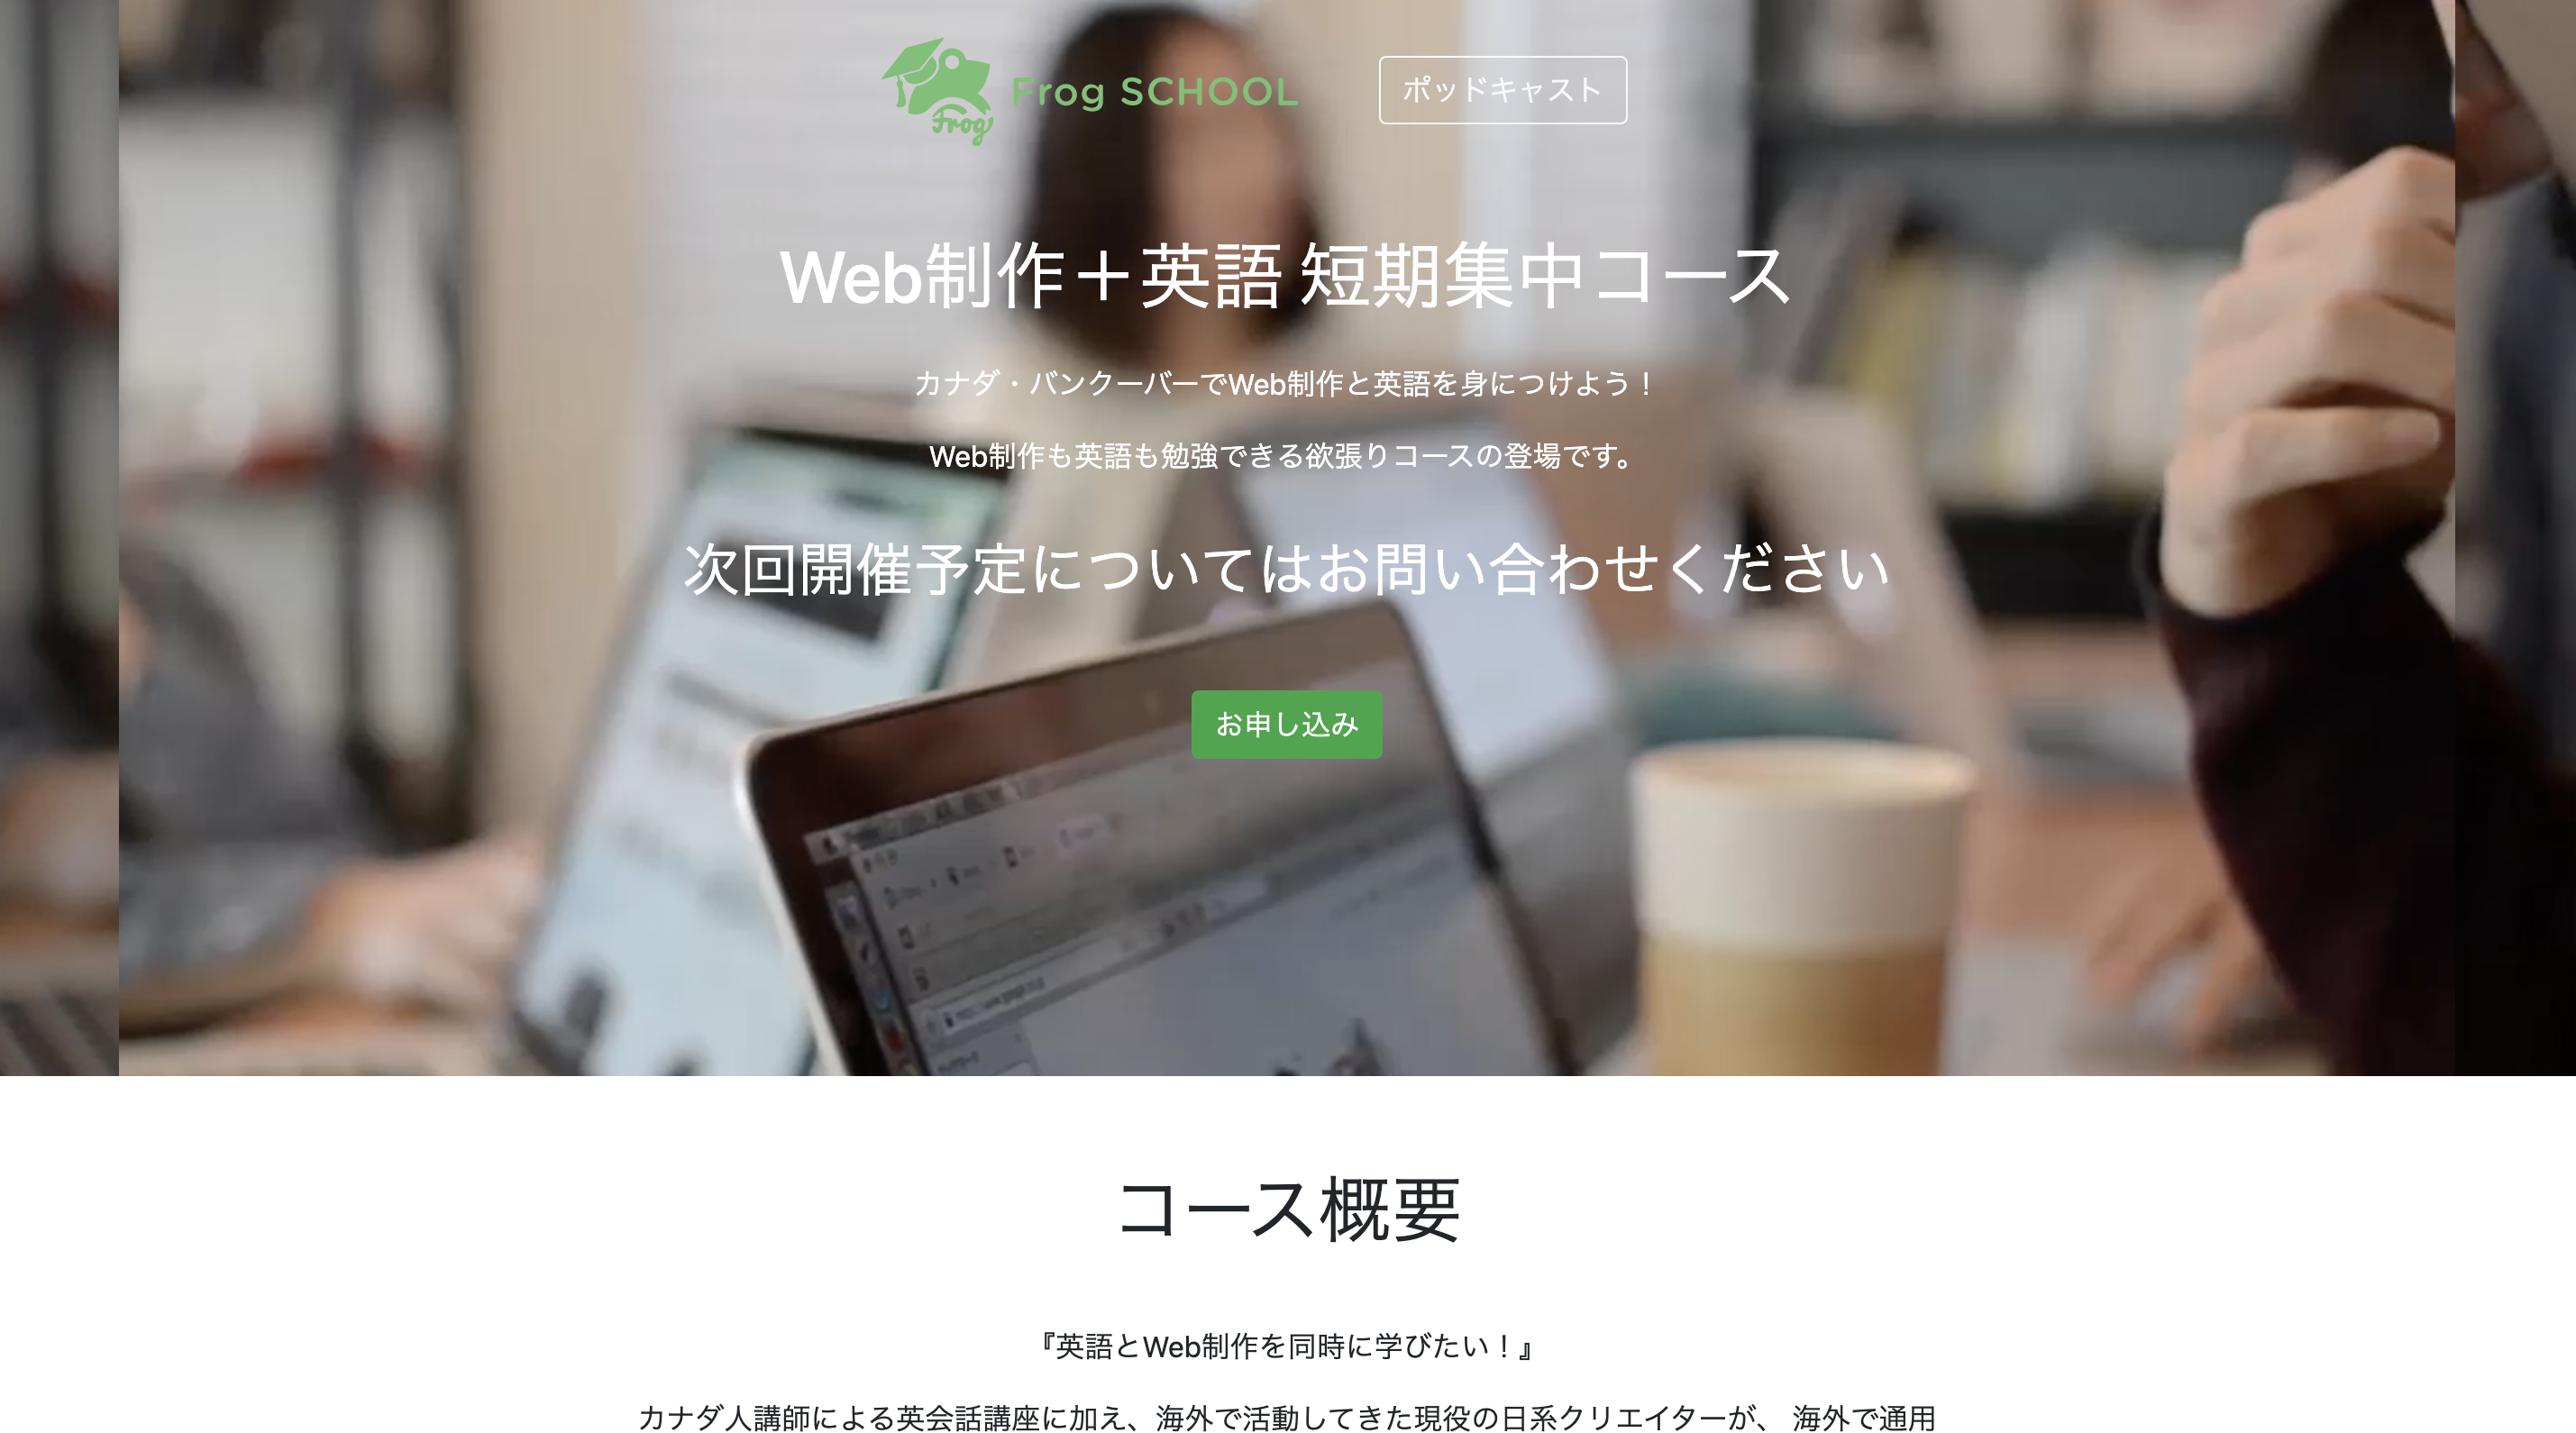 Frog
Frog SCHOOL
ポッドキャスト
Web制作＋英語 短期集中コース
カナダ・バンクーバーでWeb制作と英語を身につけよう！
Web制作も英語も勉強できる欲張りコースの登場です。
次回開催予定についてはお問い合わせください
お申し込み
コース概要
『英語とWeb制作を同時に学びたい！』
カナダ人講師による英会話講座に加え、海外で活動してきた現役の日系クリエイターが、 海外で通用